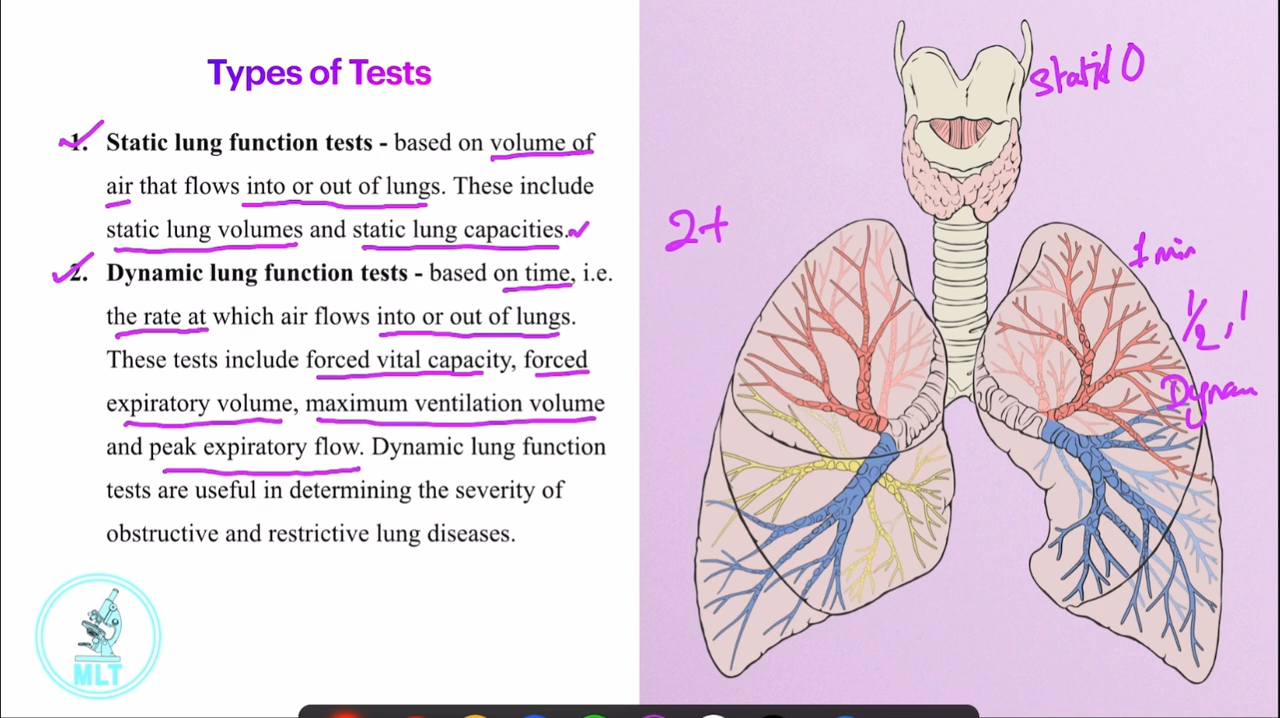 Types of Tests
1. Static lung function tests - based on volume of
air that flows into or out of lungs. These include
static lung volumes and static lung capacities.
2. Dynamic lung function tests - based on time, i.e.
the rate at which air flows into or out of lungs.
These tests include forced vital capacity, forced
expiratory volume, maximum ventilation volume
and peak expiratory flow. Dynamic lung function
tests are useful in determining the severity of
obstructive and restrictive lung diseases.
MLT
2+
1 min
1/2, 1
Dynam